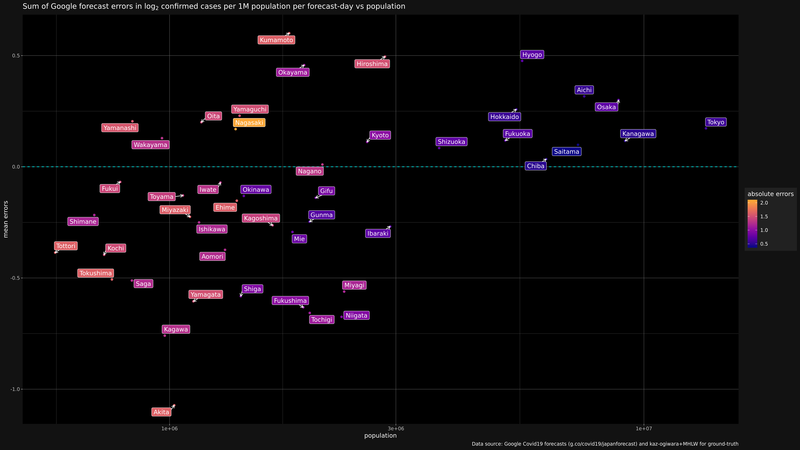 Sum of Google forecast errors in log2 confirmed cases per 1M population per forecast-day vs population
Kumamoto
Hyogo
0.5
Hiroshima
Okayama
Aichi
Osaka
Yamaguchi
Oita
Hokkaido
Nagasaki
Tokyo
Yamanashi
Kyoto
Fukuoka
Kanagawa
Wakayama
Shizuoka
Saitama
0.0
Nagano
Chiba
Fukui
Iwate
Okinawa
Gifu
Toyama
Miyazaki
Ehime
Shimane
Kagoshima
Gunma
Ishikawa
Ibaraki
Mie
Tottori
Kochi
Aomori
Tokushima
-0.5
Saga
Miyagi
Shiga
Yamagata
Fukushima
Tochigi
Niigata
Kagawa
-1.0
Akita
mean errors
1e+06
3e+06
1e+07
population
absolute errors
2.0
1.5
1.0
0.5
Data source: Google Covid19 forecasts (g.co/covid19/japanforecast) and kaz-ogiwara+MHLW for ground-truth